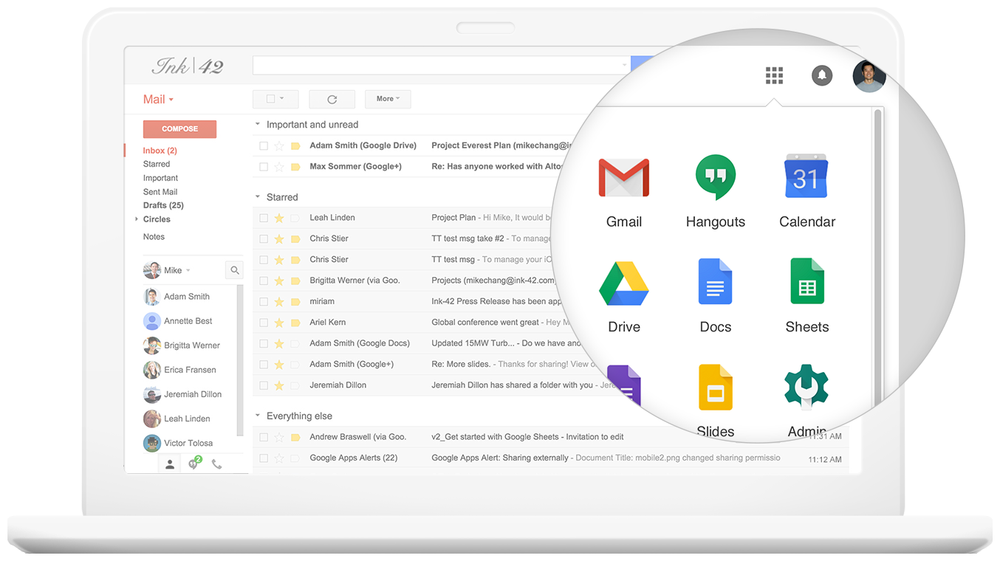 Ink|42
Mail
More
COMPOSE
Inbox (2)
Starred
Important
Sent Mail
Drafts (25)
Circles
Notes
Mike
Adam Smith
Annette Best
Brigitta Werner
Erica Fransen
Jeremiah Dillon
Leah Linden
Victor Tolosa
2
Important and unread
Adam Smith (Google Drive) Project Everest Plan (mikechang@in
Max Sommer (Google+) Re: Has anyone worked with Altos
Starred
Leah Linden Project Plan - Hi Mike, It would be
Chris Stier TT test msg take #2 - To manage
Chris Stier TT test msg - To manage your iC
Brigitta Werner (via Goo. Projects (mikechang@ink-42.com)
miriam Ink-42 Press Release has been app
Ariel Kern Global conference went great - Hey M
Adam Smith (Google Docs) Updated 15MW Turb... - Do we have and
Adam Smith (Google+) Re: More slides. - Thanks for sharing! View o
Jeremiah Dillon Jeremiah Dillon has shared a folder with you - Jere
Everything else
Andrew Braswell (via Goo. v2_Get started with Google Sheets - Invitation to edit 11:31 AM
Google Apps Alerts (22) Google Apps Alert: Sharing externally - Document Title: mobile2.png changed sharing permissio 11:12 AM
31
Gmail Hangouts Calendar
Drive Docs Sheets
Slides Admin